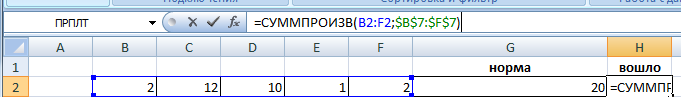 ПРПЛТ =СУММПРОИЗВ(B2:F2;$B$7:$F$7)
A B C D E F G H
1 норма вошло
2 2 12 10 1 2 20 =СУММПР